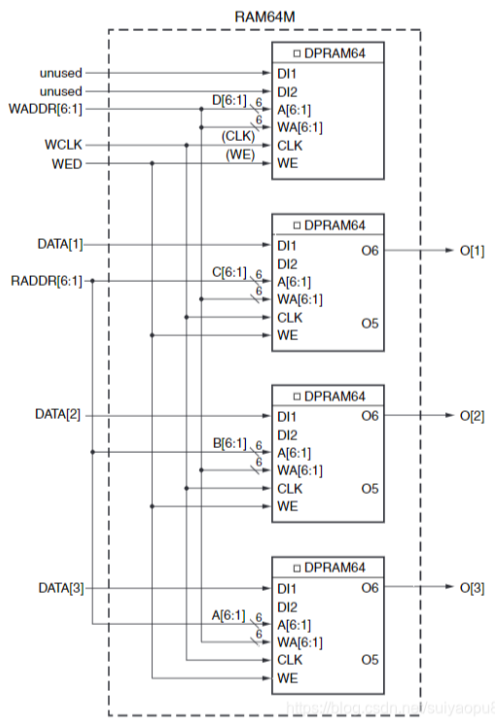 RAM64M
DPRAM64
unused DI1
unused DI2
WADDR[6:1] D[6:1] 6 A[6:1]
6 WA[6:1]
WCLK (CLK) CLK
WED (WE) WE
DPRAM64
DATA[1] DI1 O6 O[1]
DI2
RADDR[6:1] C[6:1] 6 A[6:1]
6 WA[6:1]
CLK O5
WE
DPRAM64
DATA[2] DI1 O6 O[2]
DI2
B[6:1] 6 A[6:1]
6 WA[6:1]
CLK O5
WE
DPRAM64
DATA[3] DI1 O6 O[3]
DI2
A[6:1] 6 A[6:1]
6 WA[6:1]
CLK O5
WE